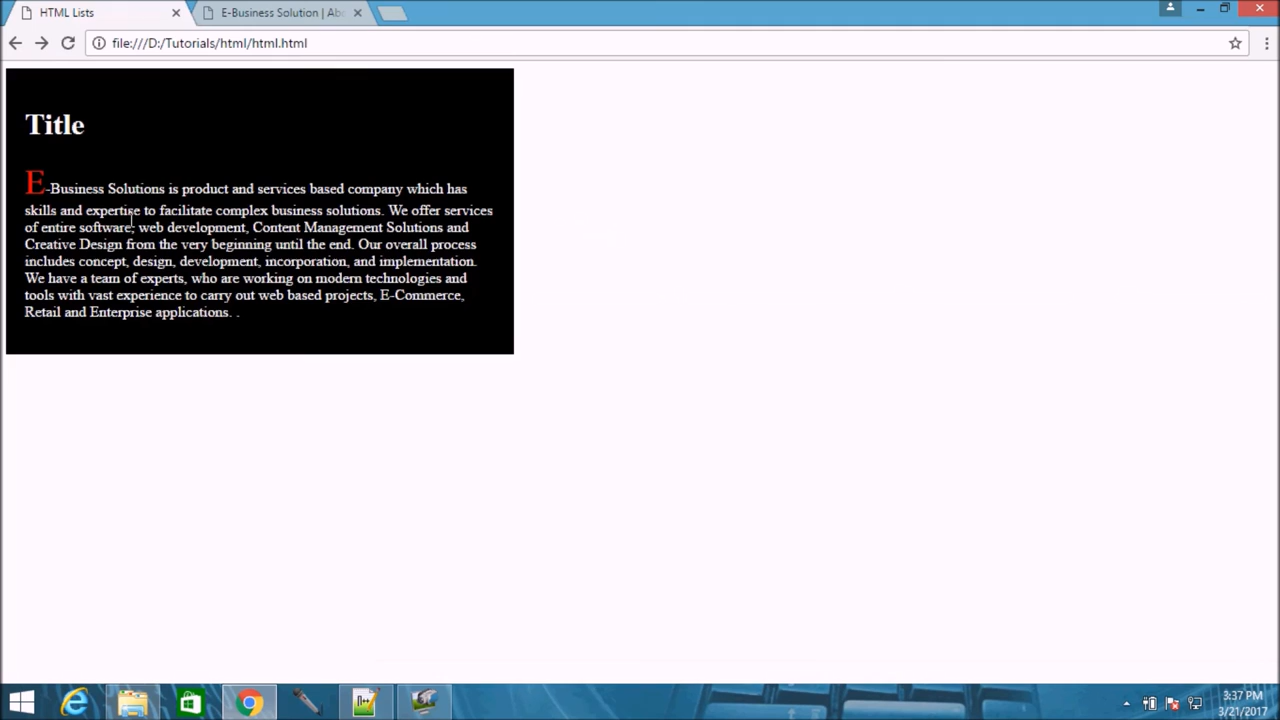 HTML Lists
E-Business Solution | Abo
file:///D:/Tutorials/html/html.html
Title
E-Business Solutions is product and services based company which has
skills and expertise to facilitate complex business solutions. We offer services
of entire software, web development, Content Management Solutions and
Creative Design from the very beginning until the end. Our overall process
includes concept, design, development, incorporation, and implementation.
We have a team of experts, who are working on modern technologies and
tools with vast experience to carry out web based projects, E-Commerce,
Retail and Enterprise applications. .
3:37 PM
3/21/2017